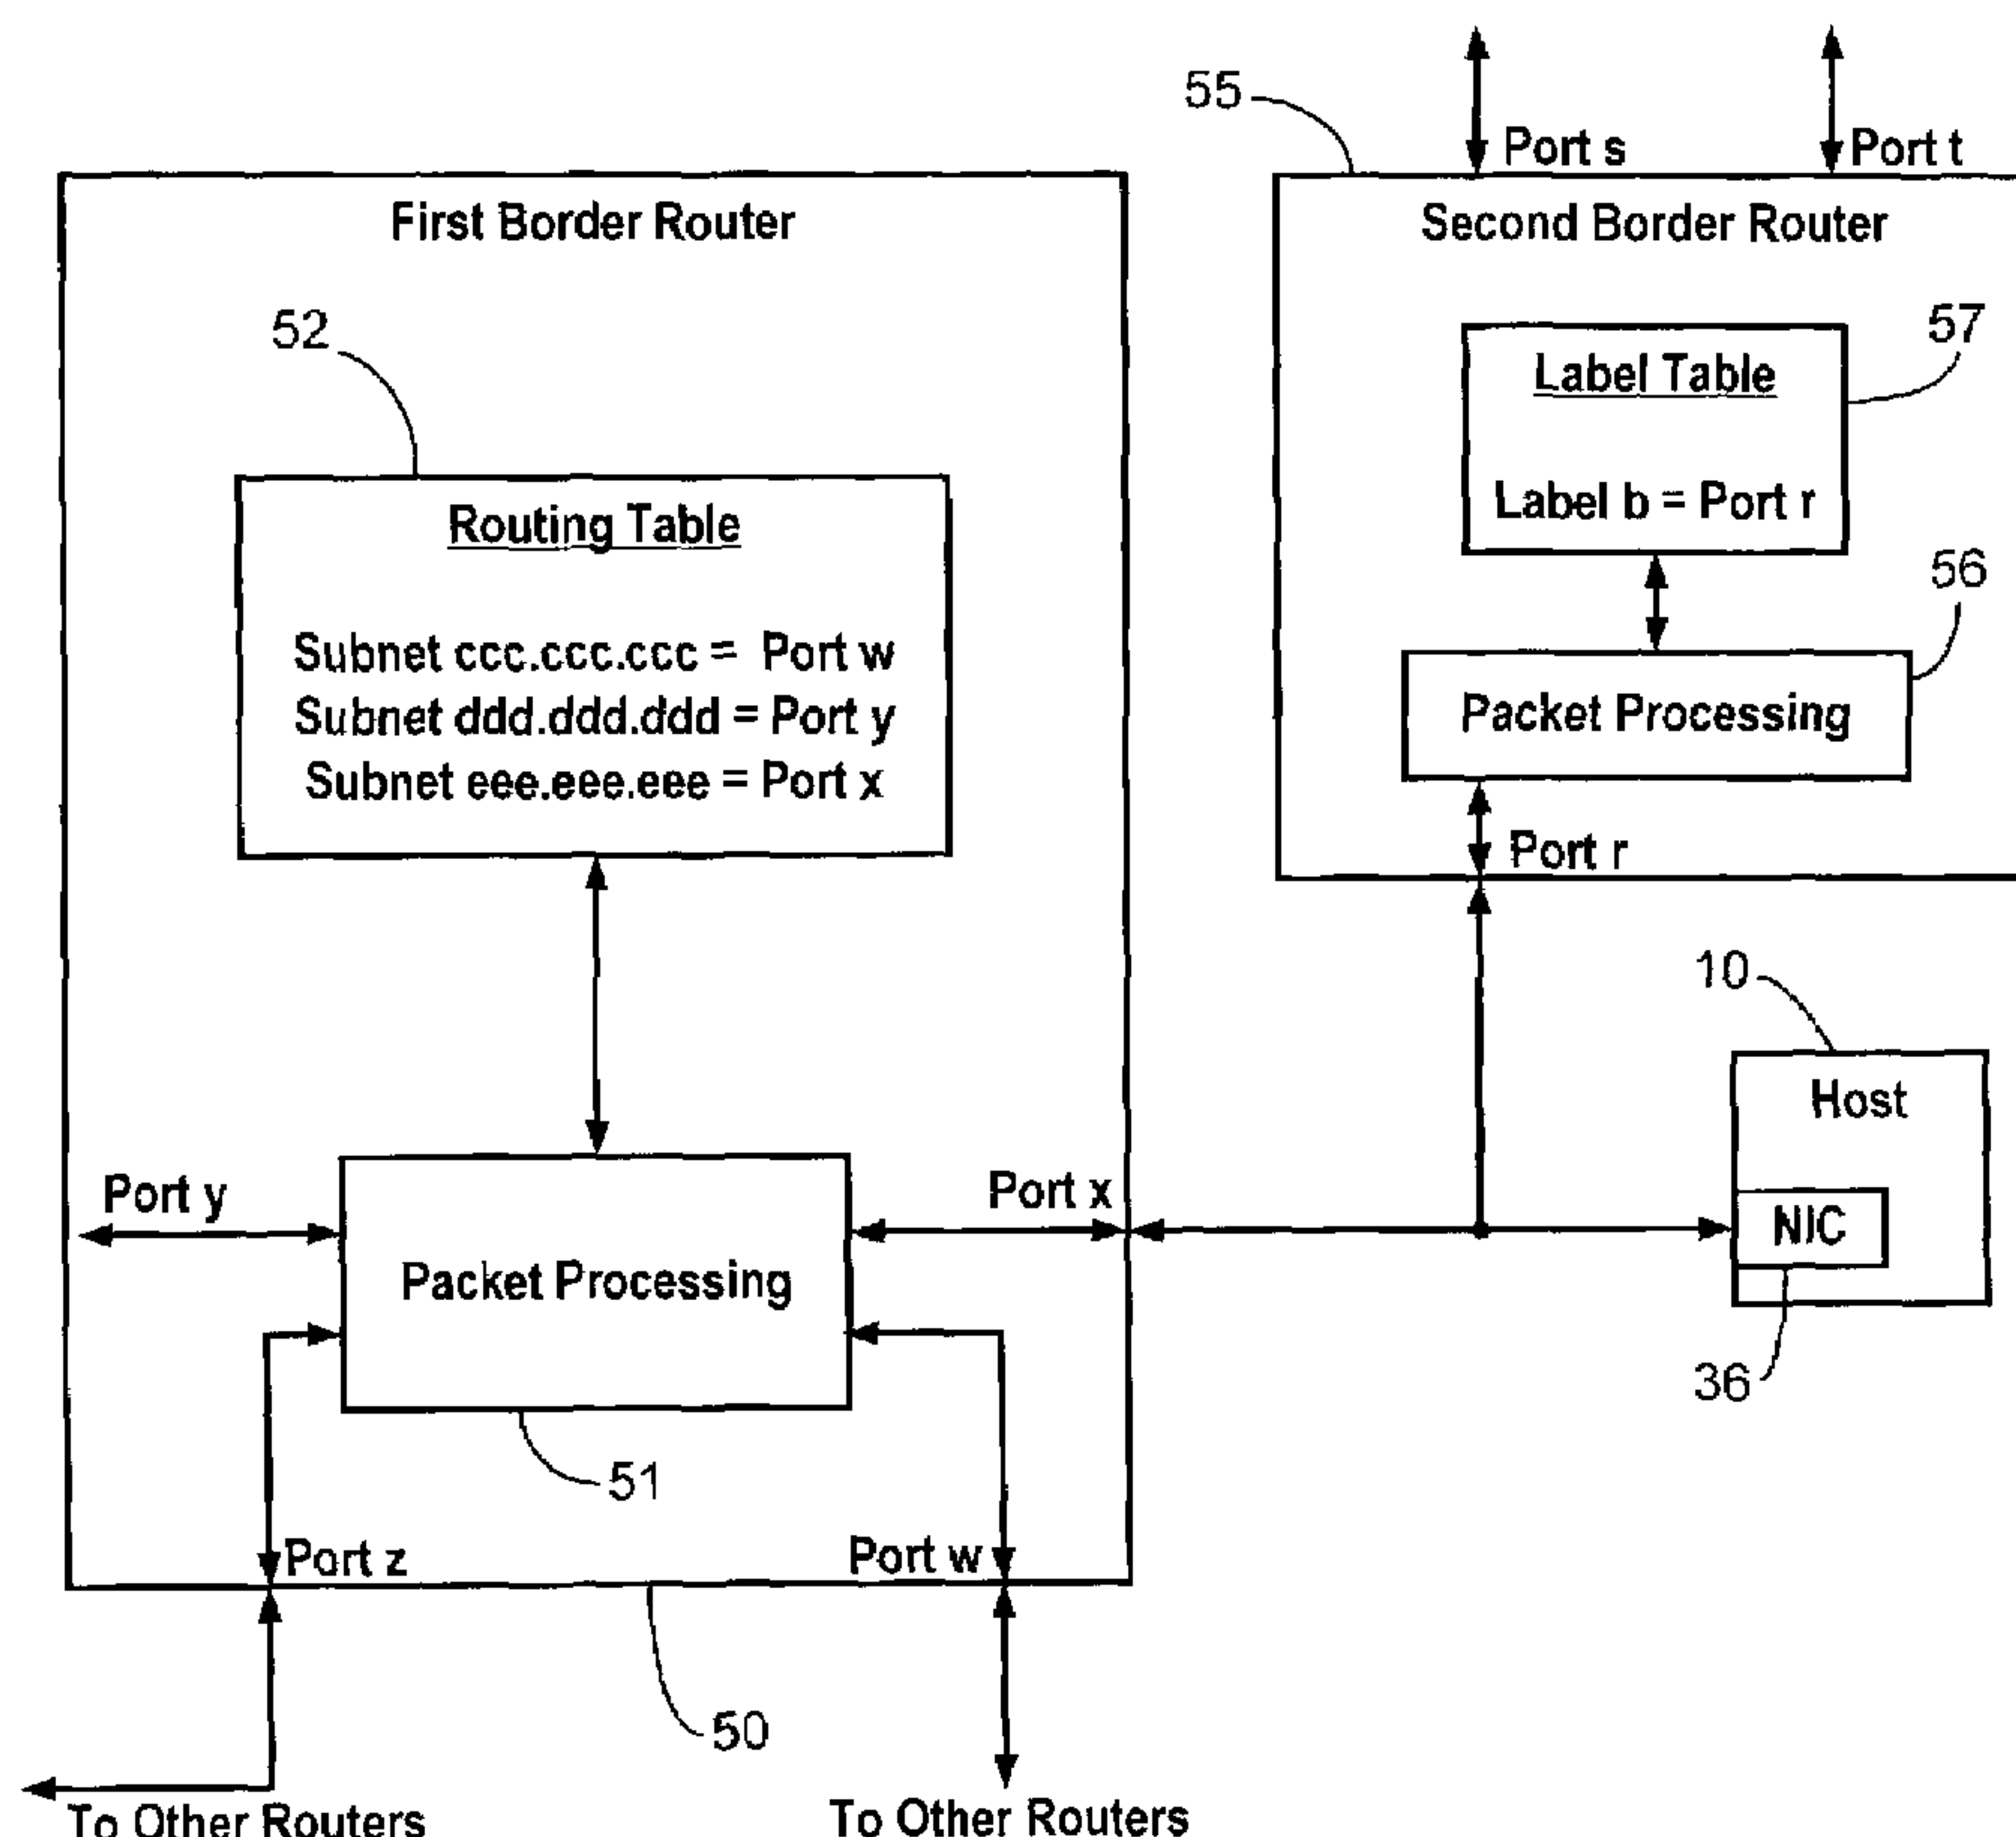 55
Port s
Port t
First Border Router
Second Border Router
52
57
Label Table
Label b = Port r
Routing Table
Subnet ccc.ccc.ccc = Port w
Subnet ddd.ddd.ddd = Port y
Subnet eee.eee.eee = Port x
56
Packet Processing
Port r
10
Host
NIC
36
Port y
Port x
Packet Processing
51
Port z
Port w
50
To Other Routers
To Other Routers